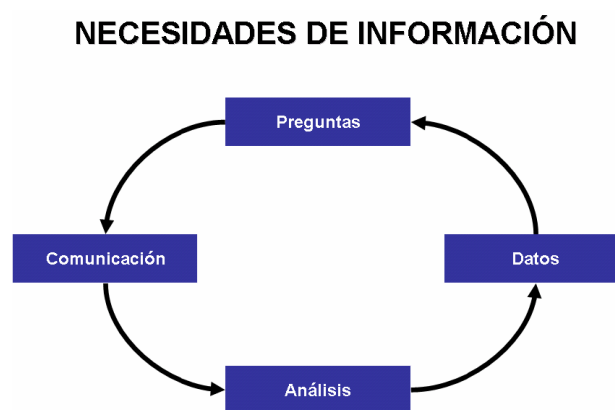 NECESIDADES DE INFORMACIÓN
Preguntas
Comunicación
Datos
Análisis